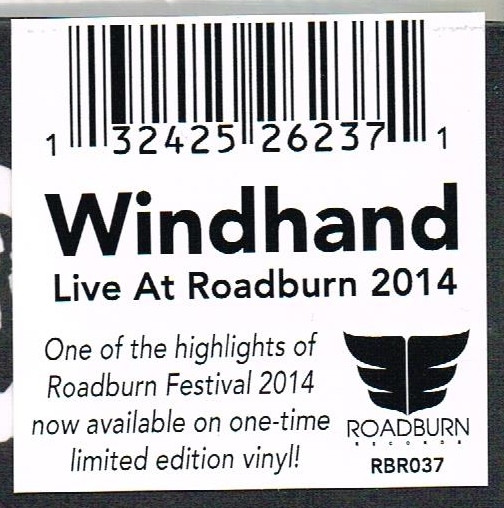 1 32425 26237 1
Windhand
Live At Roadburn 2014
One of the highlights of
Roadburn Festival 2014
now available on one-time
limited edition vinyl!
ROADBURN
RECORDS
RBR037